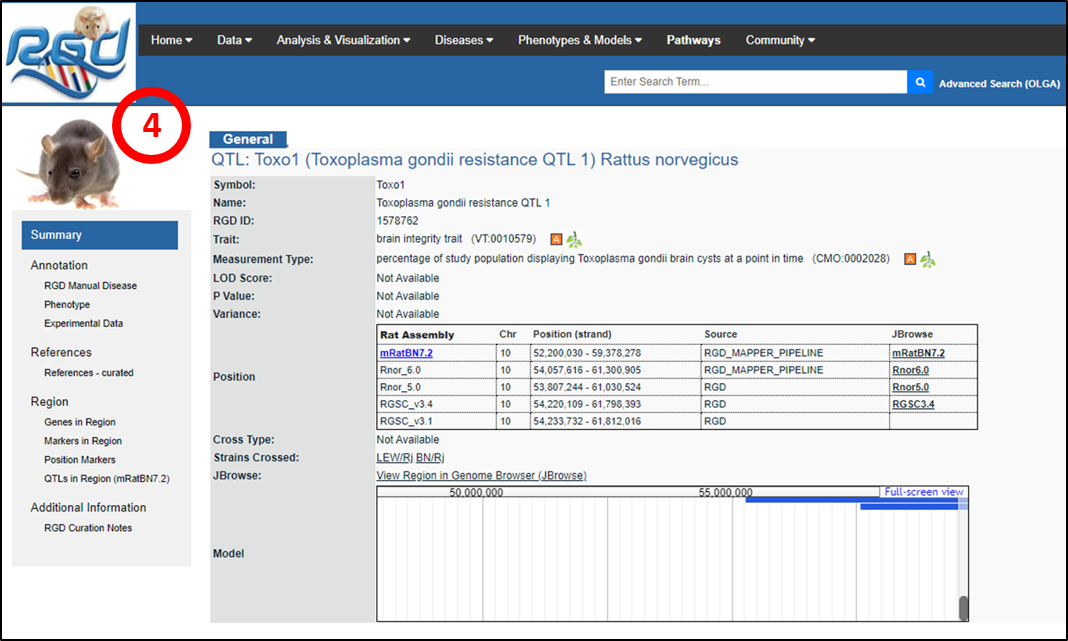 RGD
Home Data Analysis & Visualization Diseases Phenotypes & Models Pathways Community
Enter Search Term... Advanced Search (OLGA)
4
General
QTL: Toxo1 (Toxoplasma gondii resistance QTL 1) Rattus norvegicus
Summary
Annotation
RGD Manual Disease
Phenotype
Experimental Data
References
References - curated
Region
Genes in Region
Markers in Region
Position Markers
QTLs in Region (mRatBN7.2)
Additional Information
RGD Curation Notes
Symbol: Toxo1
Name: Toxoplasma gondii resistance QTL 1
RGD ID: 1578762
Trait: brain integrity trait (VT:0010579) A
Measurement Type: percentage of study population displaying Toxoplasma gondii brain cysts at a point in time (CMO:0002028) A
LOD Score: Not Available
P Value: Not Available
Variance: Not Available
Position
Rat Assembly Chr Position (strand) Source JBrowse
mRatBN7.2 10 52,200,030 - 59,378,278 RGD_MAPPER_PIPELINE mRatBN7.2
Rnor_6.0 10 54,057,616 - 61,300,905 RGD_MAPPER_PIPELINE Rnor6.0
Rnor_5.0 10 53,807,244 - 61,030,524 RGD Rnor5.0
RGSC_v3.4 10 54,220,109 - 61,798,393 RGD RGSC3.4
RGSC_v3.1 10 54,233,732 - 61,812,016 RGD
Cross Type: Not Available
Strains Crossed: LEW/Rj BN/Rj
JBrowse: View Region in Genome Browser (JBrowse)
Model
50,000,000 55,000,000 Full-screen view